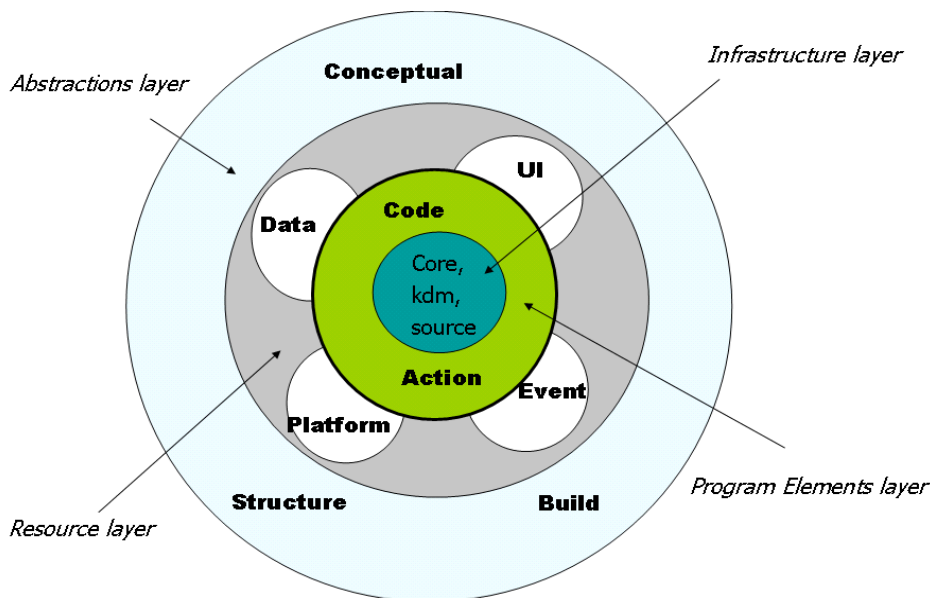 Infrastructure layer
Conceptual
Abstractions layer
UI
Data
Code
Core,
kdm,
source
Action
Event
Platform
Program Elements layer
Structure
Build
Resource layer